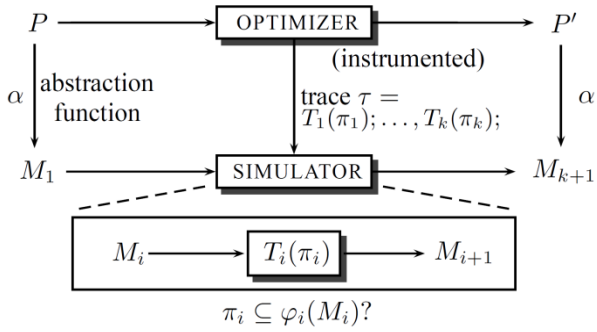 P OPTIMIZER P′
(instrumented)
α abstraction function trace τ = α
T₁(π₁); …, Tₖ(πₖ);
M₁ SIMULATOR Mₖ₊₁
Mᵢ Tᵢ(πᵢ) Mᵢ₊₁
πᵢ ⊆ φᵢ(Mᵢ)?